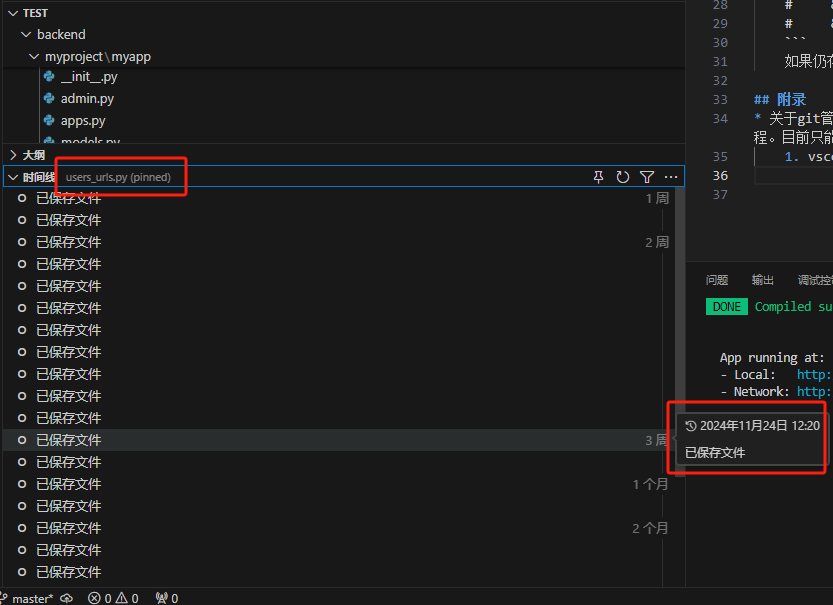 TEST
backend
myproject\myapp
__init__.py
admin.py
apps.py
models.py
大纲
时间线 users_urls.py (pinned)
已保存文件 1 周
已保存文件
已保存文件 2 周
已保存文件
已保存文件
已保存文件
已保存文件
已保存文件
已保存文件
已保存文件
已保存文件
已保存文件 3 周
已保存文件
已保存文件 1 个月
已保存文件
已保存文件 2 个月
已保存文件
已保存文件
master* 0 0 0
28 #
29 #
30 ```
31 如果仍存
32
33 ## 附录
34 * 关于git管
程。目前只能
35 1. vsco
36
37
问题 输出 调试控制
DONE Compiled su
App running at:
- Local: http:
- Network: http:
2024年11月24日 12:20
已保存文件